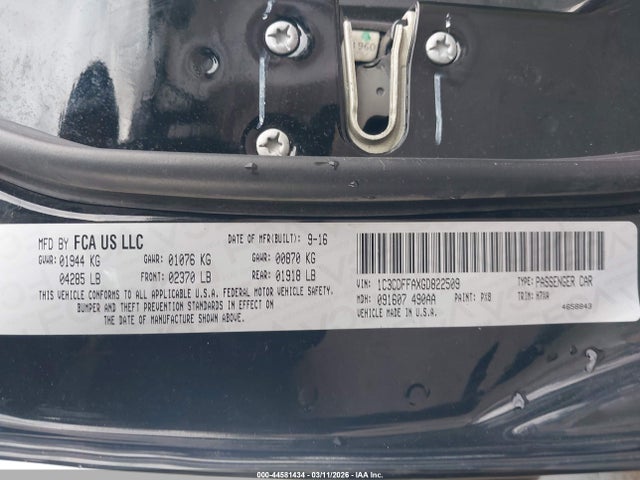 1960
MFD BY FCA US LLC DATE OF MFR(BUILT): 9-16
GVWR: 01944 KG GAWR: 01076 KG GAWR: 00870 KG
04285 LB FRONT: 02370 LB REAR: 01918 LB
THIS VEHICLE CONFORMS TO ALL APPLICABLE U.S.A. FEDERAL MOTOR VEHICLE SAFETY,
BUMPER AND THEFT PREVENTION STANDARDS IN EFFECT ON
THE DATE OF MANUFACTURE SHOWN ABOVE.
VIN: 1C3CDFFAXGD822509 TYPE: PASSENGER CAR
MDH: 091607 490AA PAINT: PX8 TRIM: H7XA
VEHICLE MADE IN U.S.A. 4658843
000-44581434 - 03/11/2026 - IAA Inc.